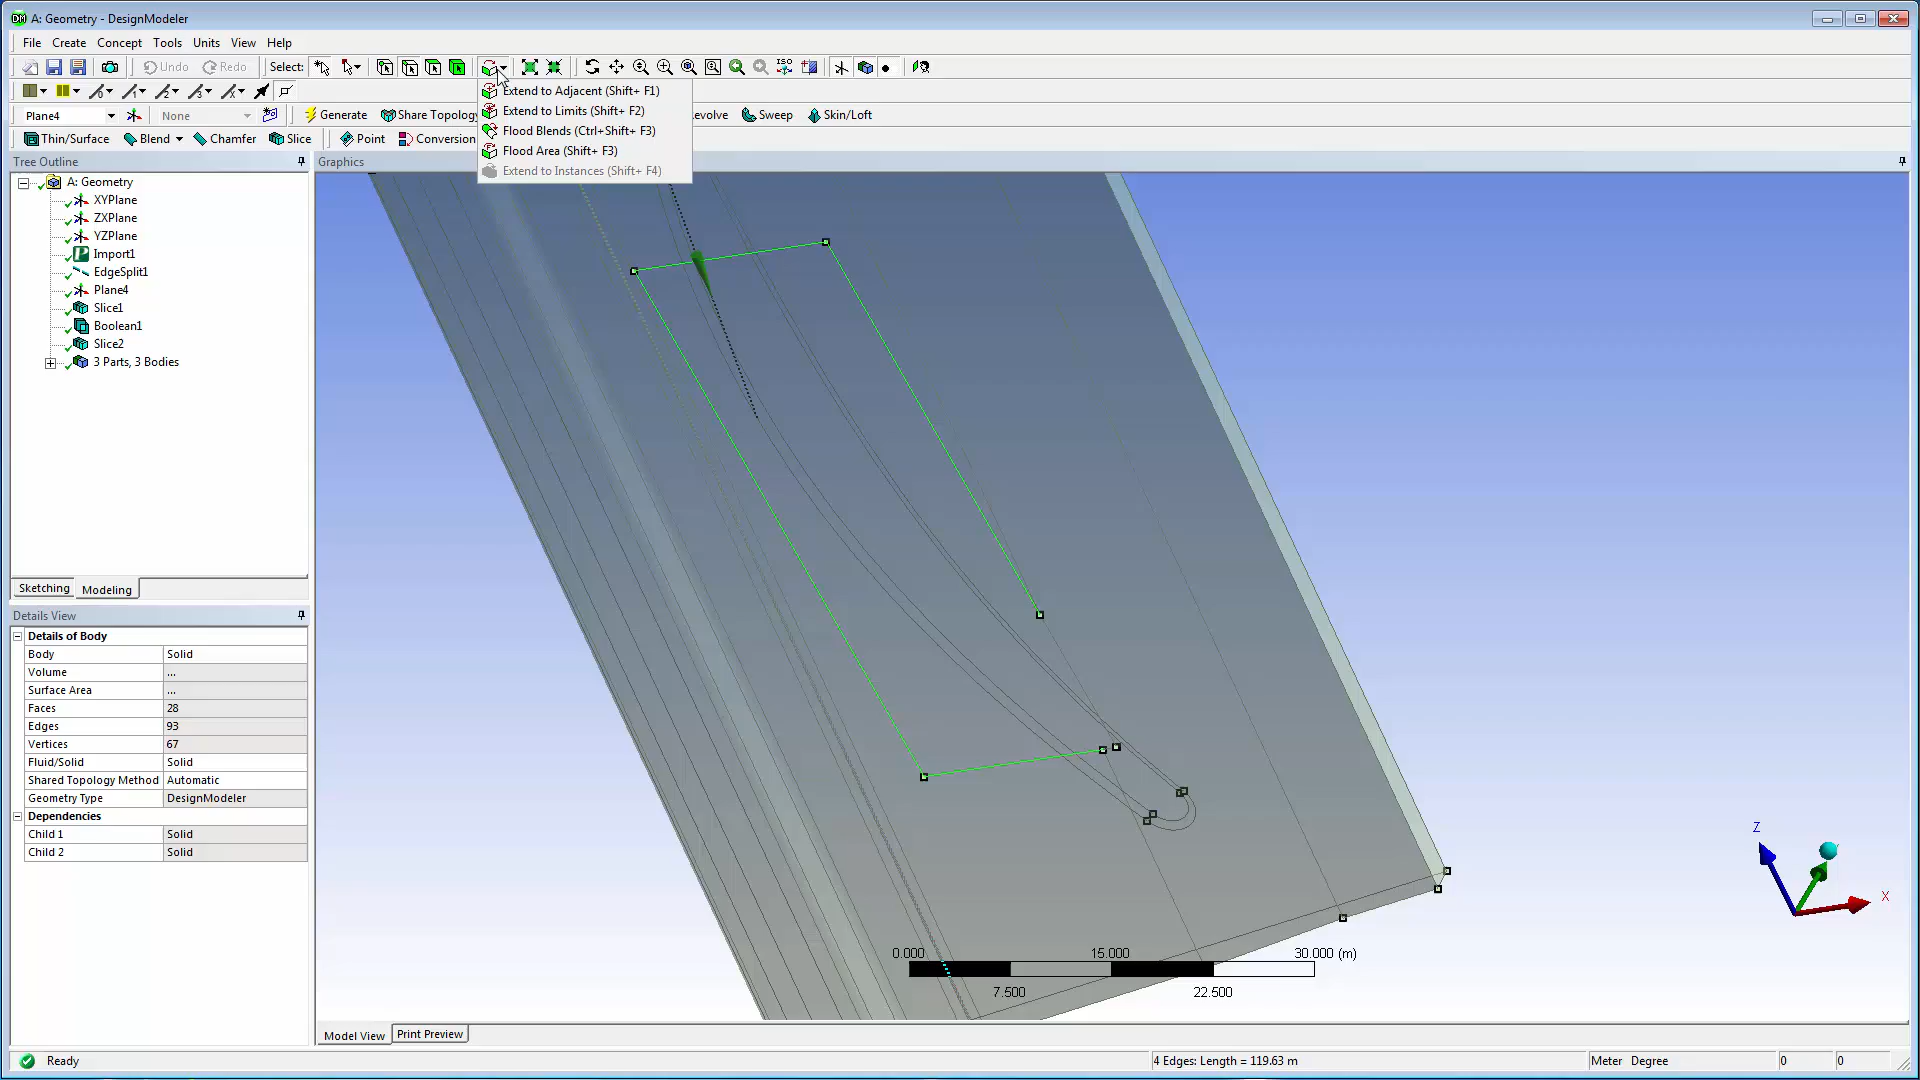 A: Geometry - DesignModeler
File Create Concept Tools Units View Help
Undo Redo Select: ISO
Plane4 None Generate Share Topology evolve Sweep Skin/Loft
Thin/Surface Blend Chamfer Slice Point Conversion
Extend to Adjacent (Shift+ F1)
Extend to Limits (Shift+ F2)
Flood Blends (Ctrl+Shift+ F3)
Flood Area (Shift+ F3)
Extend to Instances (Shift+ F4)
Tree Outline
A: Geometry
XYPlane
ZXPlane
YZPlane
Import1
EdgeSplit1
Plane4
Slice1
Boolean1
Slice2
3 Parts, 3 Bodies
Sketching Modeling
Details View
Details of Body
Body Solid
Volume ...
Surface Area ...
Faces 28
Edges 93
Vertices 67
Fluid/Solid Solid
Shared Topology Method Automatic
Geometry Type DesignModeler
Dependencies
Child 1 Solid
Child 2 Solid
Graphics
Z
X
0.000 15.000 30.000 (m)
7.500 22.500
Model View Print Preview
Ready 4 Edges: Length = 119.63 m Meter Degree 0 0